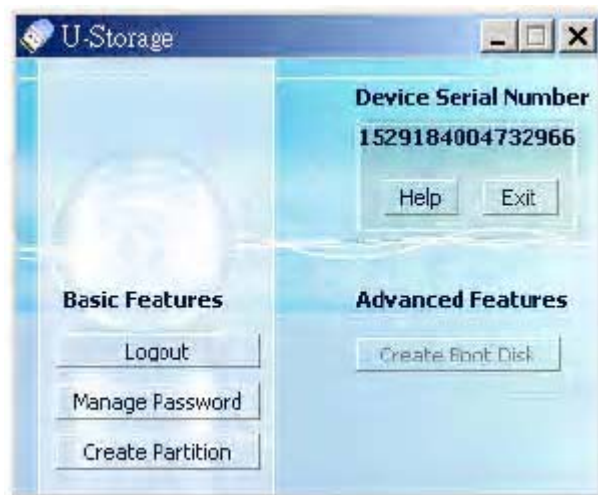 U-Storage
Device Serial Number
1529184004732966
Help Exit
Basic Features
Advanced Features
Logout
Create Boot Disk
Manage Password
Create Partition